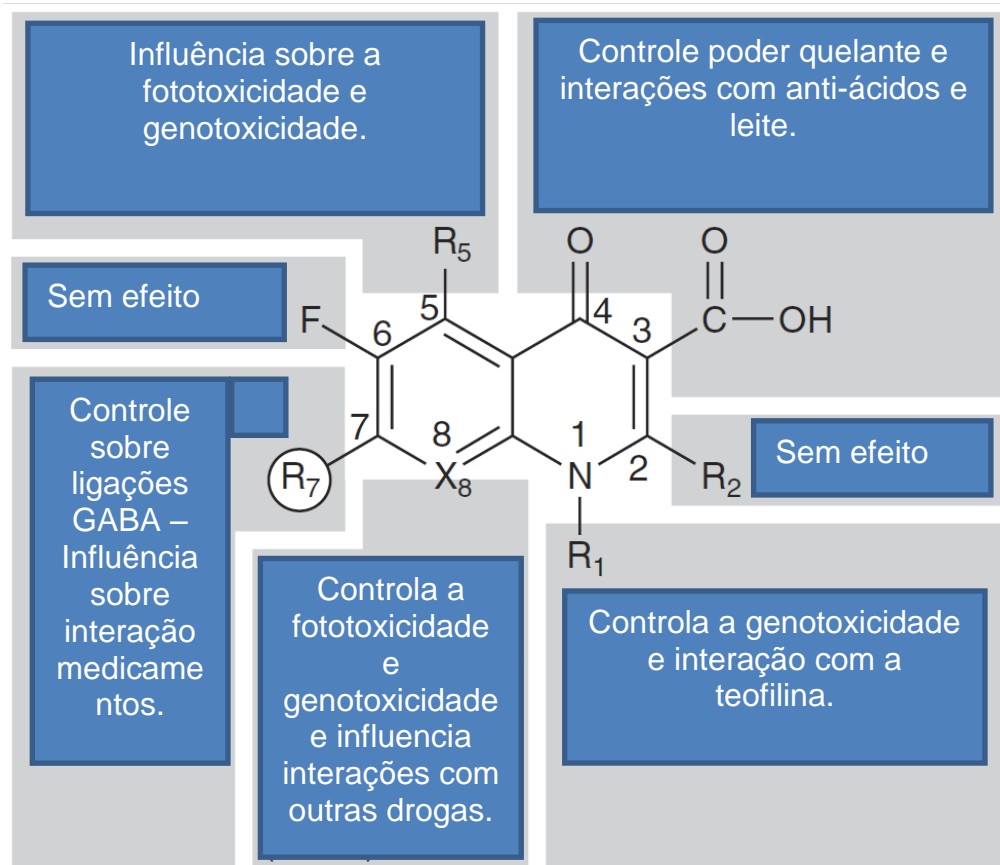 Influência sobre a
fototoxicidade e
genotoxicidade.
Controle poder quelante e
interações com anti-ácidos e
leite.
R5
O
O
Sem efeito
F
6
5
4
3
C
OH
Controle
sobre
ligações
GABA –
Influência
sobre
interação
medicame
ntos.
7
8
1
2
Sem efeito
R7
X8
N
R2
R1
Controla a
fototoxicidade
e
genotoxicidade
e influencia
interações com
outras drogas.
Controla a genotoxicidade
e interação com a
teofilina.